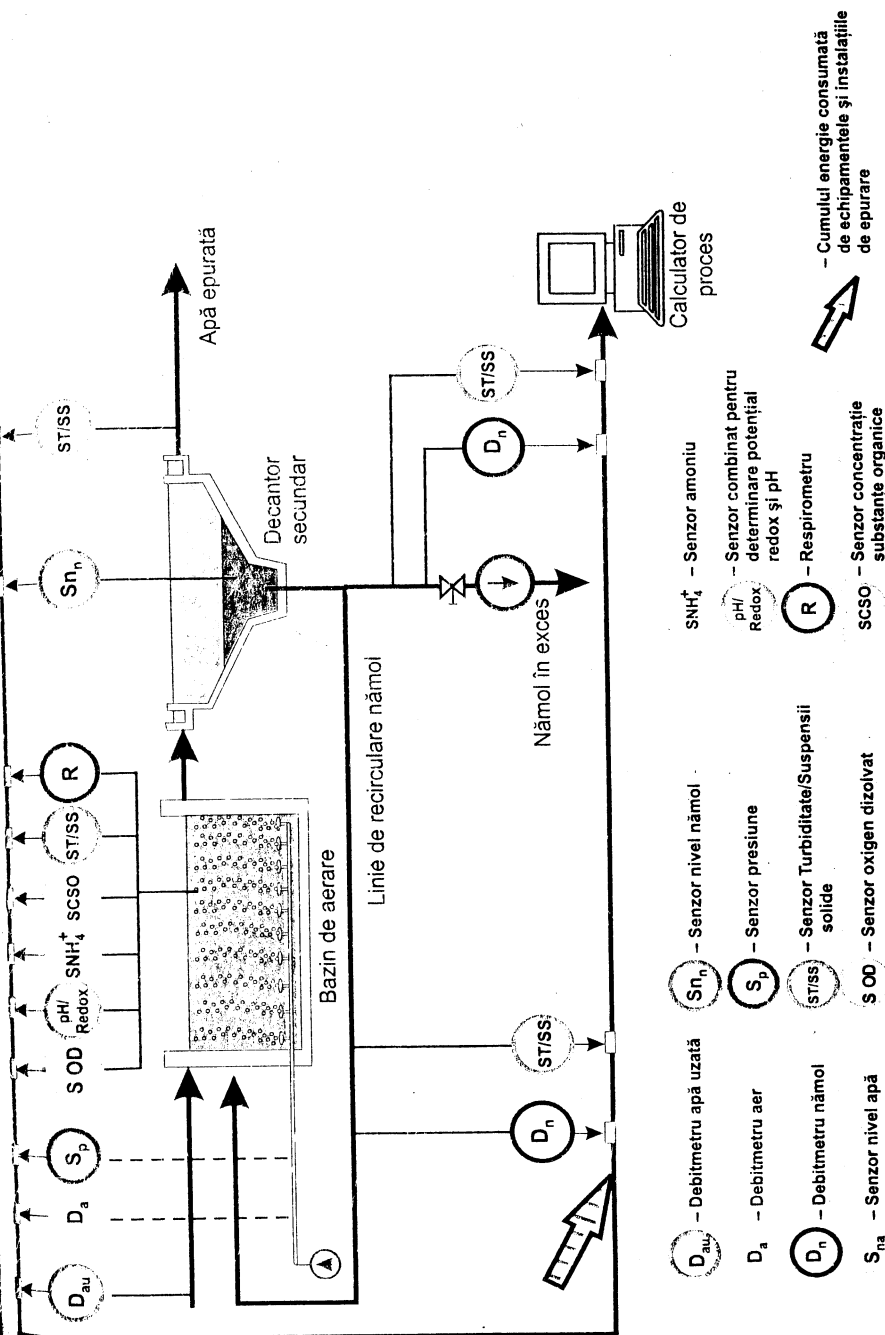 D_au
D_a
S_p
S OD
pH/
Redox
SNH₄⁺
SCSO
ST/SS
R
Sn_n
ST/SS
Apă epurată
Bazin de aerare
Decantor
secundar
Linie de recirculare nămol
Nămol în exces
D_n
ST/SS
D_n
ST/SS
Calculator de
proces
D_au – Debitmetru apă uzată
D_a – Debitmetru aer
D_n – Debitmetru nămol
S_na – Senzor nivel apă
Sn_n – Senzor nivel nămol
S_p – Senzor presiune
ST/SS – Senzor Turbiditate/Suspensii
solide
S OD – Senzor oxigen dizolvat
SNH₄⁺ – Senzor amoniu
pH/
Redox – Senzor combinat pentru
determinare potențial
redox și pH
R – Respirometru
SCSO – Senzor concentrație
substante organice
– Cumulul energie consumată
de echipamentele și instalațiile
de epurare